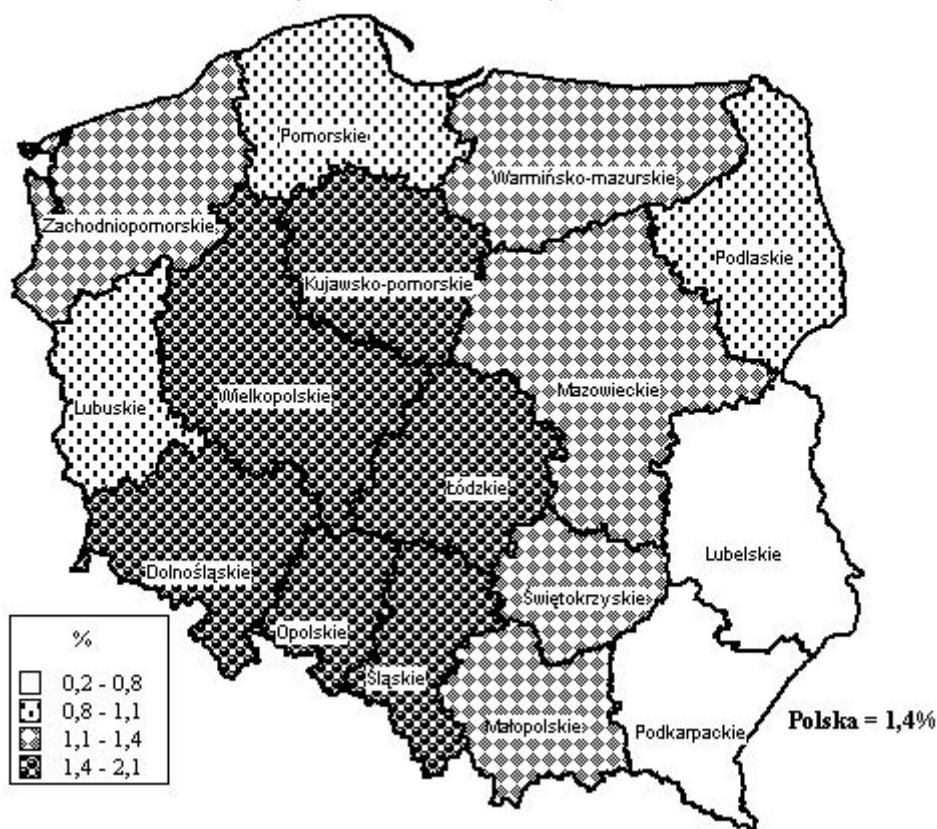 Pomorskie
Warmińsko-mazurskie
Zachodniopomorskie
Podlaskie
Kujawsko-pomorskie
Mazowieckie
Wielkopolskie
Lubuskie
Łódzkie
Lubelskie
Dolnośląskie
Świętokrzyskie
Opolskie
Śląskie
Małopolskie
Podkarpackie
Polska = 1,4%
%
0,2 - 0,8
0,8 - 1,1
1,1 - 1,4
1,4 - 2,1